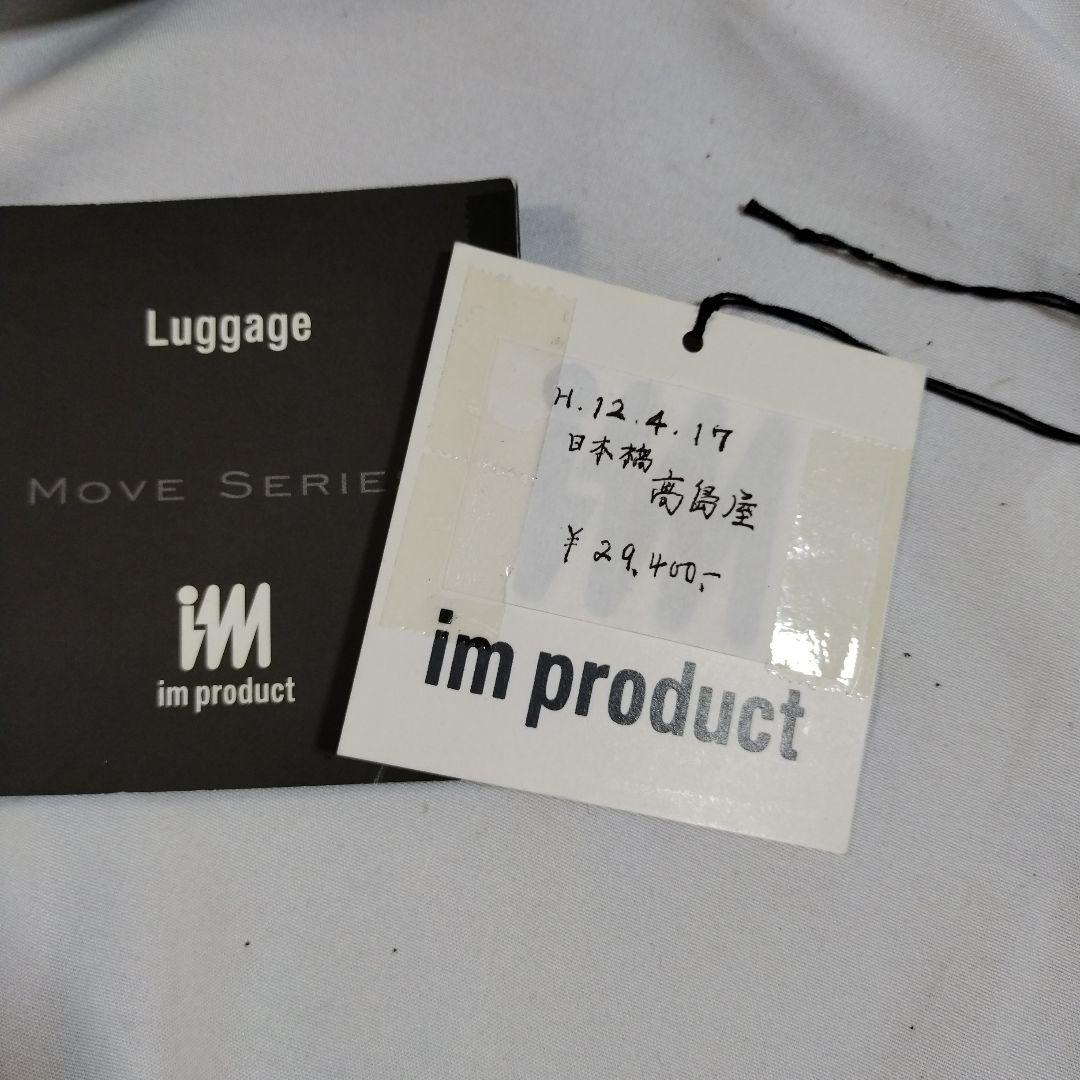 Luggage
MOVE SERIE
im
im product
H.12.4.17
日本橋
高島屋
¥29,400.-
im product